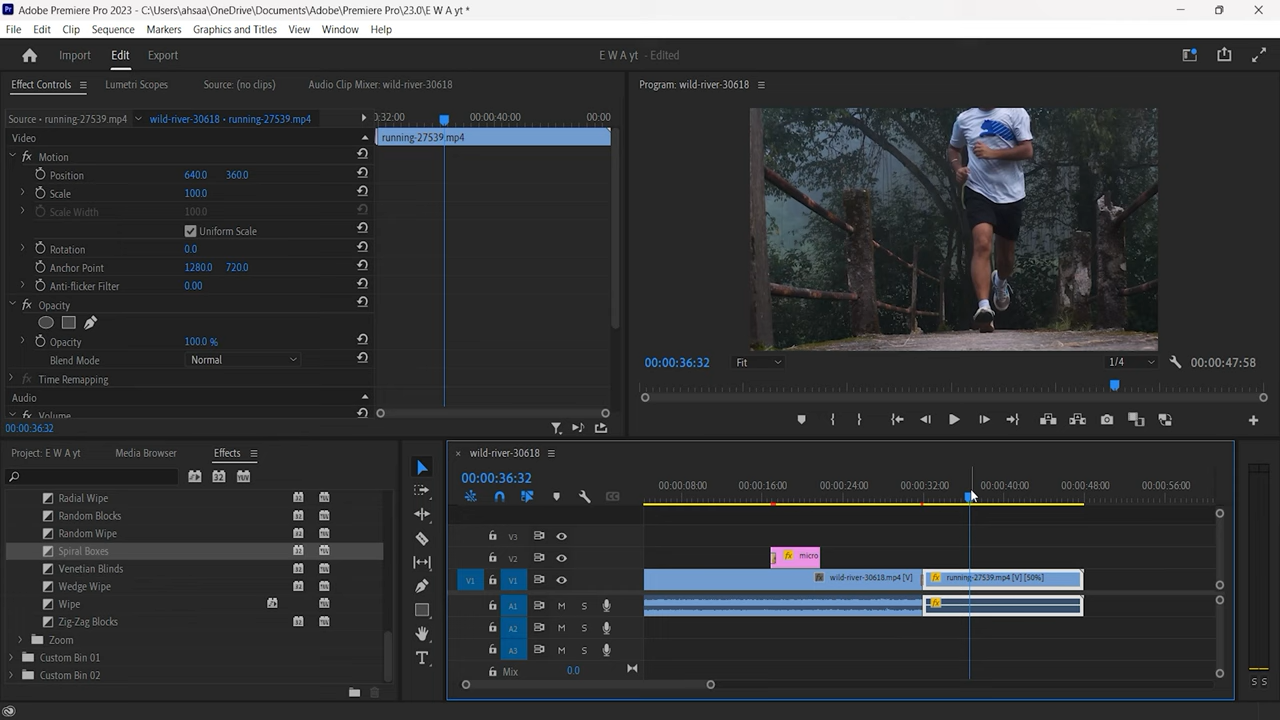 Pr Adobe Premiere Pro 2023 - C:\Users\ahsaa\OneDrive\Documents\Adobe\Premiere Pro\23.0\E W A yt *
File Edit Clip Sequence Markers Graphics and Titles View Window Help
Import Edit Export E W A yt - Edited
Effect Controls Lumetri Scopes Source: (no clips) Audio Clip Mixer: wild-river-30618
Program: wild-river-30618
Source • running-27539.mp4 wild-river-30618 • running-27539.mp4 :32:00 00:00:40:00 00:00
Video running-27539.mp4
fx Motion
Position 640.0 360.0
Scale 100.0
Scale Width 100.0
Uniform Scale
Rotation 0.0
Anchor Point 1280.0 720.0
Anti-flicker Filter 0.00
fx Opacity
Opacity 100.0 %
Blend Mode Normal
fx Time Remapping
Audio
fx Volume
00:00:36:32
00:00:36:32 Fit 1/4 00:00:47:58
Project: E W A yt Media Browser Effects
Radial Wipe
Random Blocks
Random Wipe
Spiral Boxes
Venetian Blinds
Wedge Wipe
Wipe
Zig-Zag Blocks
Zoom
Custom Bin 01
Custom Bin 02
× wild-river-30618
00:00:36:32
00:00:08:00 00:00:16:00 00:00:24:00 00:00:32:00 00:00:40:00 00:00:48:00 00:00:56:00
V3
V2 fx micro
V1 V1 fx wild-river-30618.mp4 [V] fx running-27539.mp4 [V] [50%]
A1 M S fx
A2 M S
A3 M S
Mix 0.0
S S
T